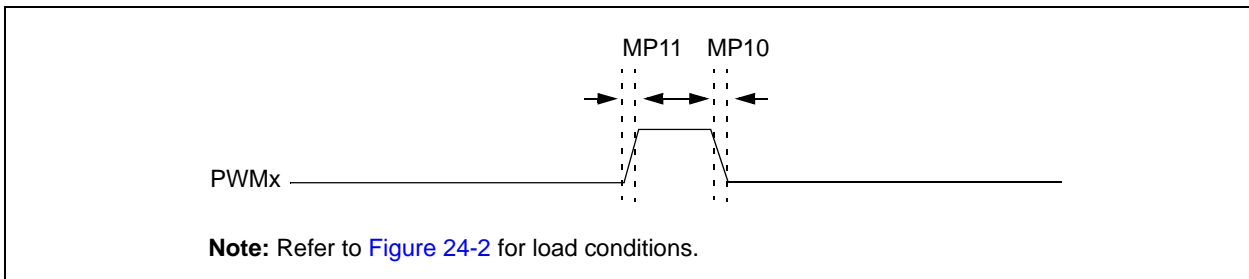 MP11 MP10
PWMx
Note: Refer to Figure 24-2 for load conditions.